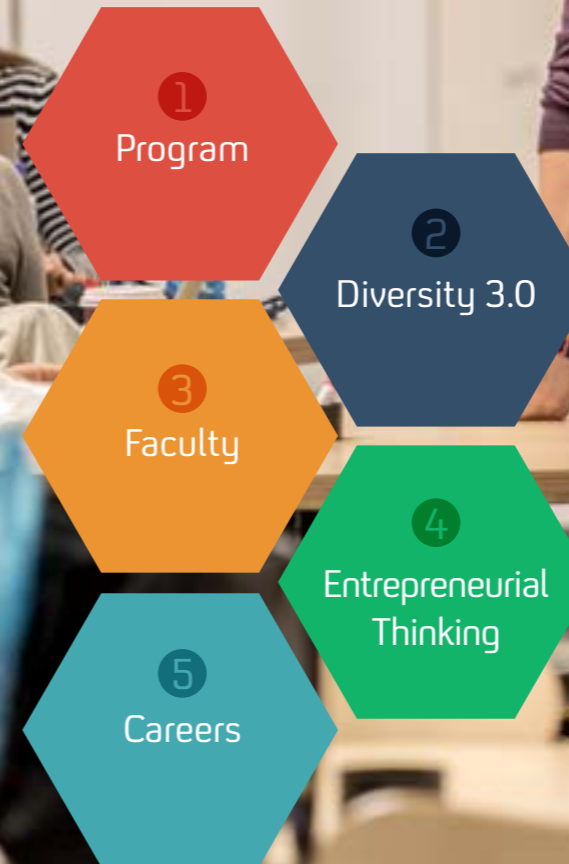 1
Program
2
Diversity 3.0
3
Faculty
4
Entrepreneurial
Thinking
5
Careers